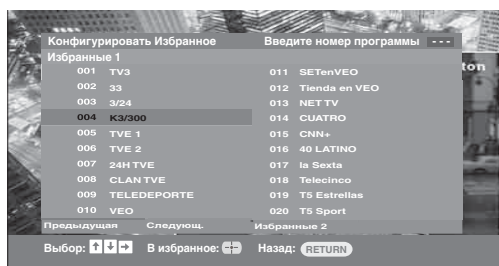 Конфигурировать Избранное Введите номер программы ---
Избранные 1
001 TV3 011 SETenVEO
002 33 012 Tienda en VEO
003 3/24 013 NET TV
004 K3/300 014 CUATRO
005 TVE 1 015 CNN+
006 TVE 2 016 40 LATINO
007 24H TVE 017 la Sexta
008 CLAN TVE 018 Telecinco
009 TELEDEPORTE 019 T5 Estrellas
010 VEO 020 T5 Sport
Предыдущая Следующ. Избранные 2
Выбор: ↑ ↓ → В избранное: Назад: RETURN
ton